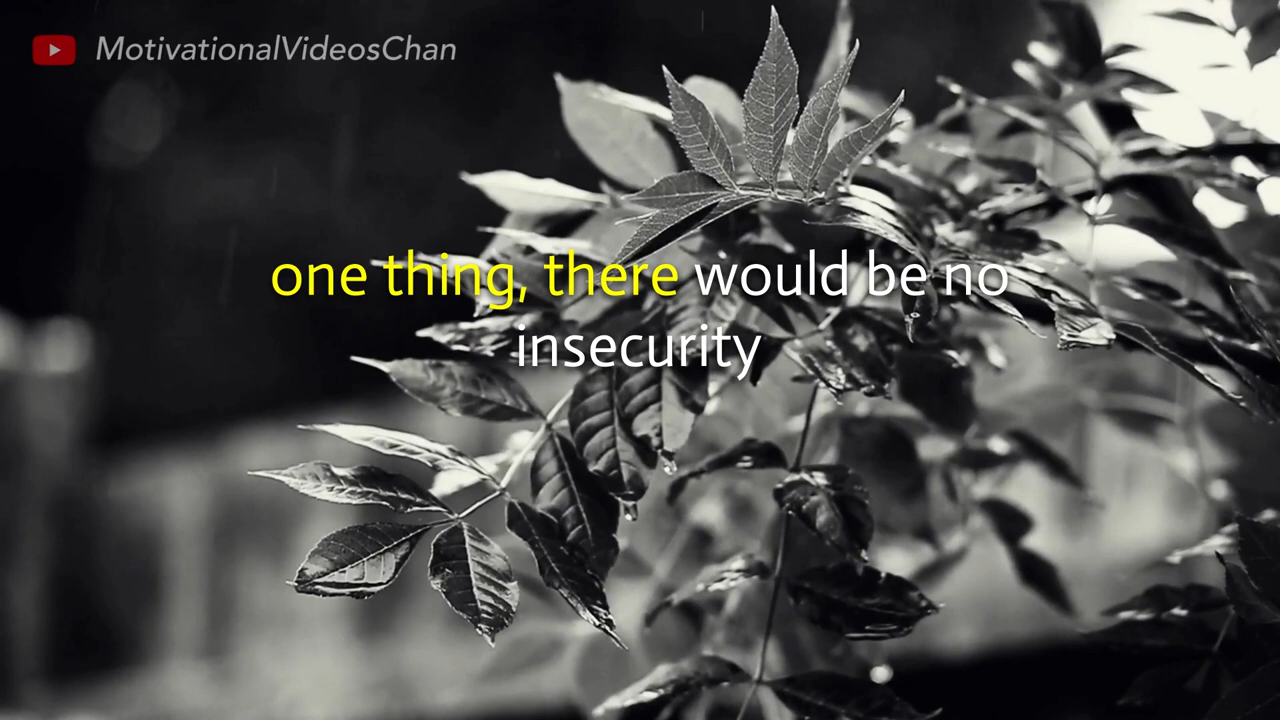 MotivationalVideosChan
one thing, there would be no
insecurity